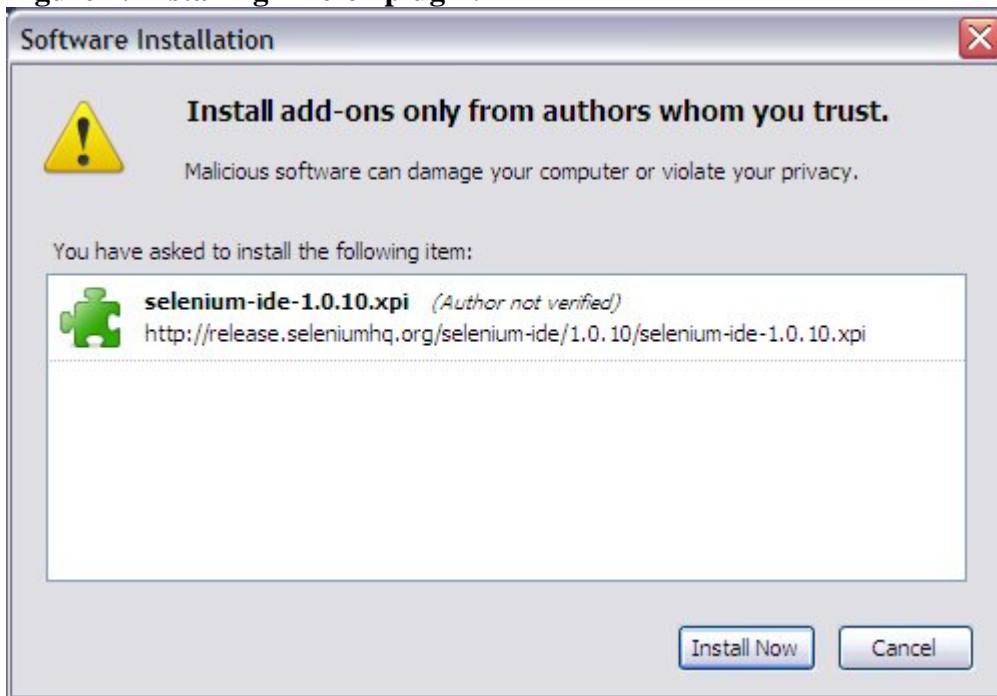 Software Installation
Install add-ons only from authors whom you trust.
Malicious software can damage your computer or violate your privacy.
You have asked to install the following item:
selenium-ide-1.0.10.xpi (Author not verified)
http://release.seleniumhq.org/selenium-ide/1.0.10/selenium-ide-1.0.10.xpi
Install Now Cancel